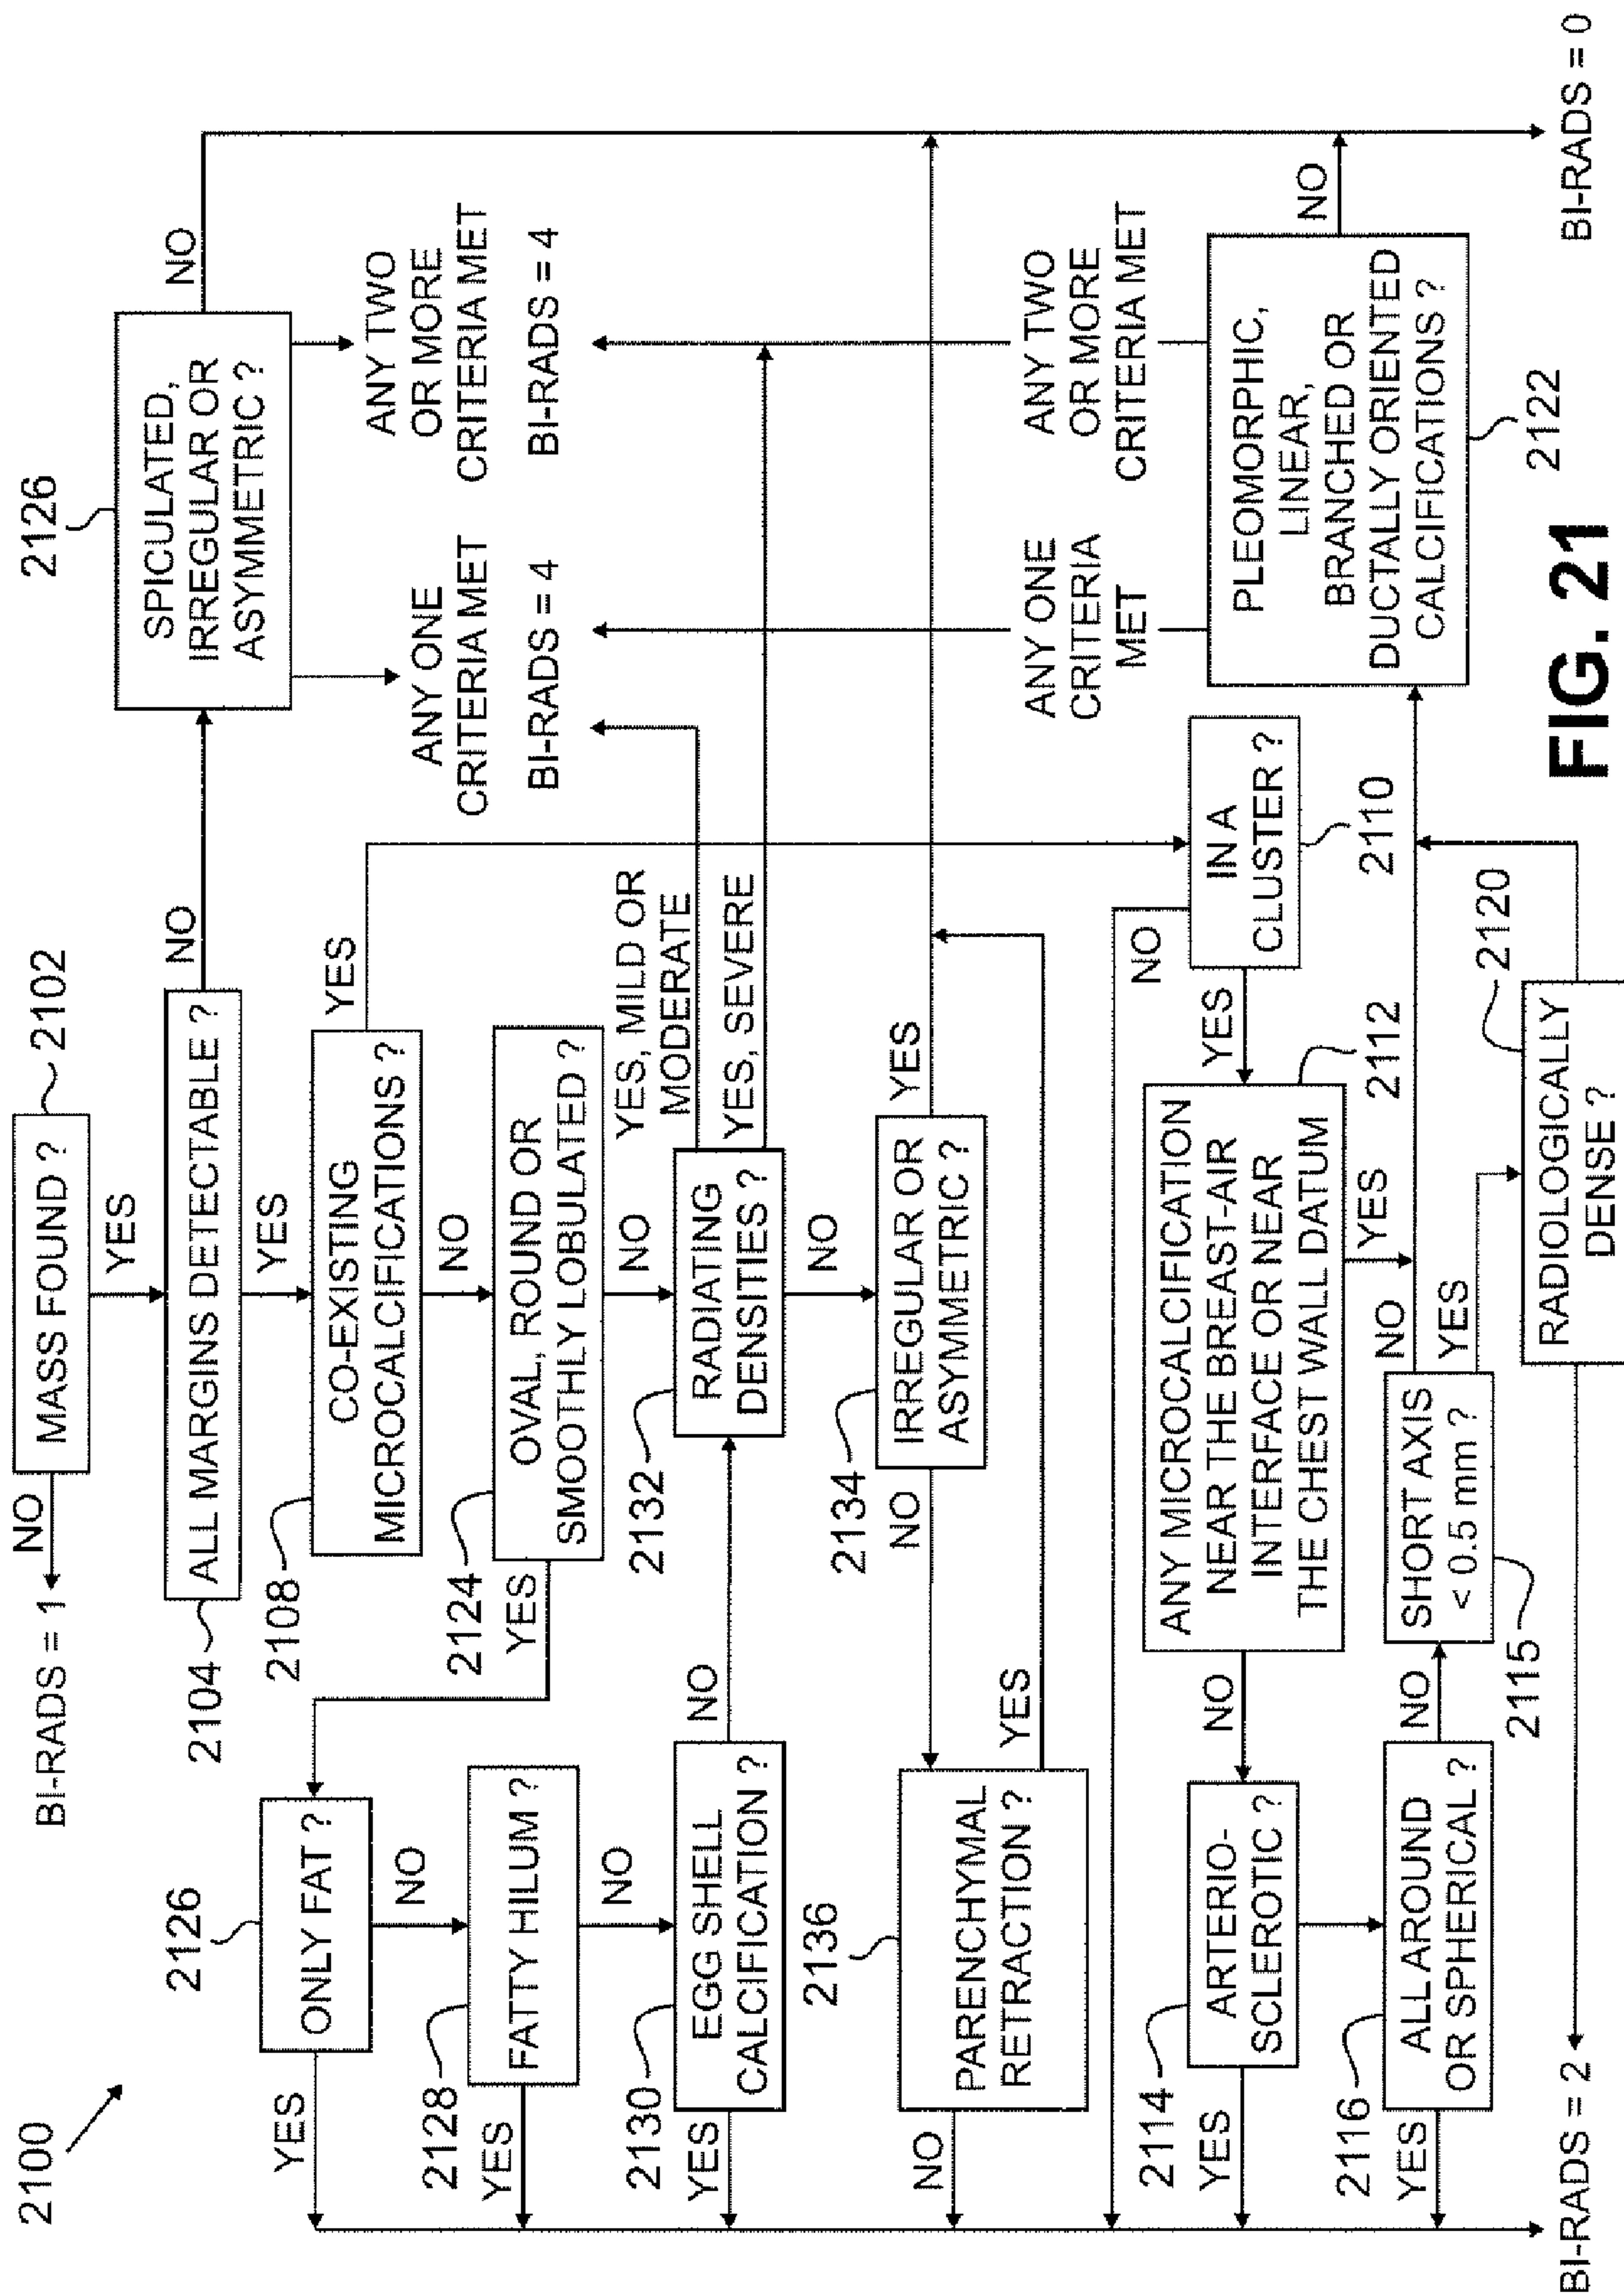 2100
MASS FOUND ?
2102
NO
BI-RADS = 1
YES
ALL MARGINS DETECTABLE ?
2104
NO
SPICULATED,
IRREGULAR OR
ASYMMETRIC ?
2126
NO
ANY ONE
CRITERIA MET
BI-RADS = 4
ANY TWO
OR MORE
CRITERIA MET
BI-RADS = 4
YES
CO-EXISTING
MICROCALCIFICATIONS ?
2108
YES
NO
OVAL, ROUND OR
SMOOTHLY LOBULATED ?
2124
YES
NO
ONLY FAT ?
2126
YES
NO
FATTY HILUM ?
2128
YES
NO
EGG SHELL
CALCIFICATION ?
2130
YES
NO
RADIATING
DENSITIES ?
2132
YES, MILD OR
MODERATE
YES, SEVERE
NO
IRREGULAR OR
ASYMMETRIC ?
2134
YES
NO
PARENCHYMAL
RETRACTION ?
2136
YES
NO
IN A
CLUSTER ?
2110
NO
YES
ANY MICROCALCIFICATION
NEAR THE BREAST-AIR
INTERFACE OR NEAR
THE CHEST WALL DATUM
2112
YES
NO
ARTERIO-
SCLEROTIC ?
2114
YES
ALL AROUND
OR SPHERICAL ?
2116
YES
NO
SHORT AXIS
< 0.5 mm ?
2115
NO
YES
RADIOLOGICALLY
DENSE ?
2120
ANY ONE
CRITERIA
MET
ANY TWO
OR MORE
CRITERIA MET
PLEOMORPHIC,
LINEAR,
BRANCHED OR
DUCTALLY ORIENTED
CALCIFICATIONS ?
2122
NO
BI-RADS = 2
BI-RADS = 0
FIG. 21